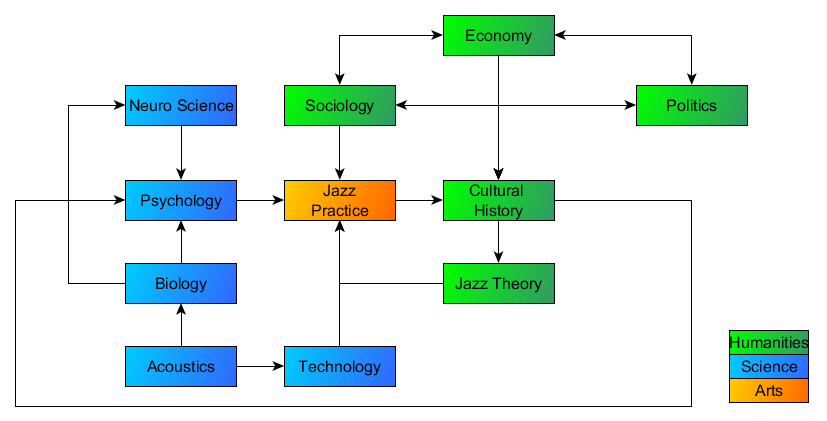 Economy
Neuro Science
Sociology
Politics
Psychology
Jazz
Practice
Cultural
History
Biology
Jazz Theory
Acoustics
Technology
Humanities
Science
Arts